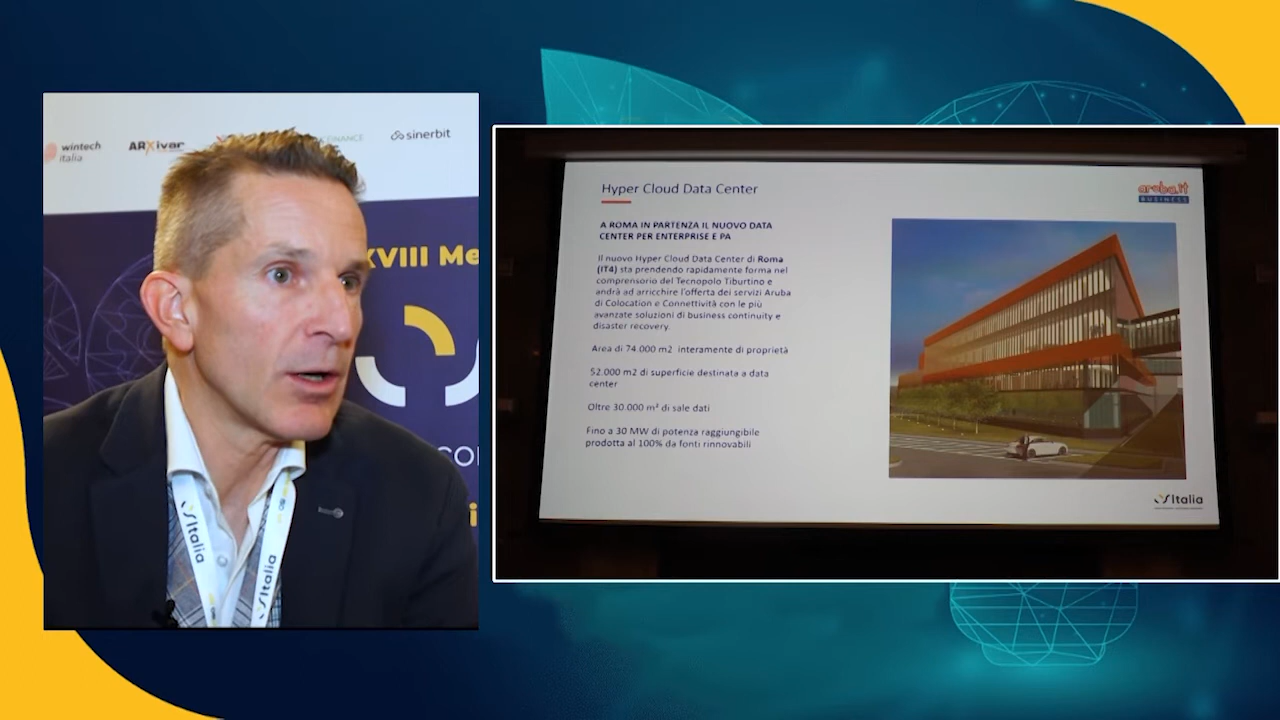 wintech
italia
ARXivar
FINANCE
sinerbit
XVIII Me
SItalia
SItalia
Hyper Cloud Data Center
aruba.it
BUSINESS
A ROMA IN PARTENZA IL NUOVO DATA
CENTER PER ENTERPRISE E PA
Il nuovo Hyper Cloud Data Center di Roma
(IT4) sta prendendo rapidamente forma nel
comprensorio del Tecnopolo Tiburtino e
andrà ad arricchire l'offerta dei servizi Aruba
di Colocation e Connettività con le più
avanzate soluzioni di business continuity e
disaster recovery.
Area di 74.000 m2 interamente di proprietà
52.000 m2 di superficie destinata a data
center
Oltre 30.000 m² di sale dati
Fino a 30 MW di potenza raggiungibile
prodotta al 100% da fonti rinnovabili
OSItalia